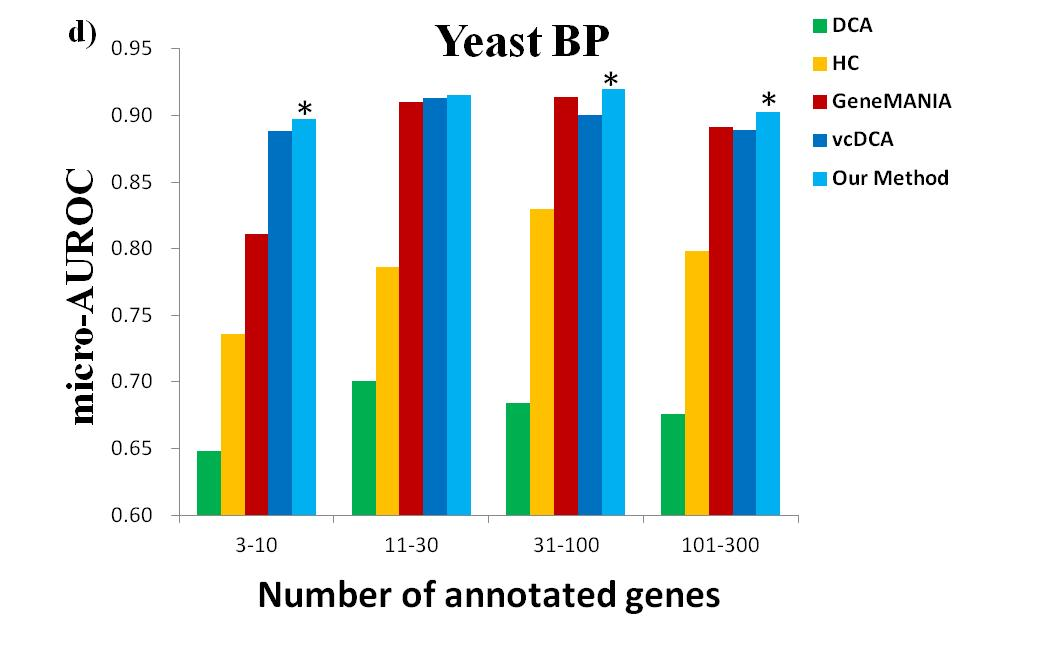 d)
Yeast BP
micro-AUROC
0.95
0.90
0.85
0.80
0.75
0.70
0.65
0.60
*
*
*
3-10
11-30
31-100
101-300
Number of annotated genes
DCA
HC
GeneMANIA
vcDCA
Our Method